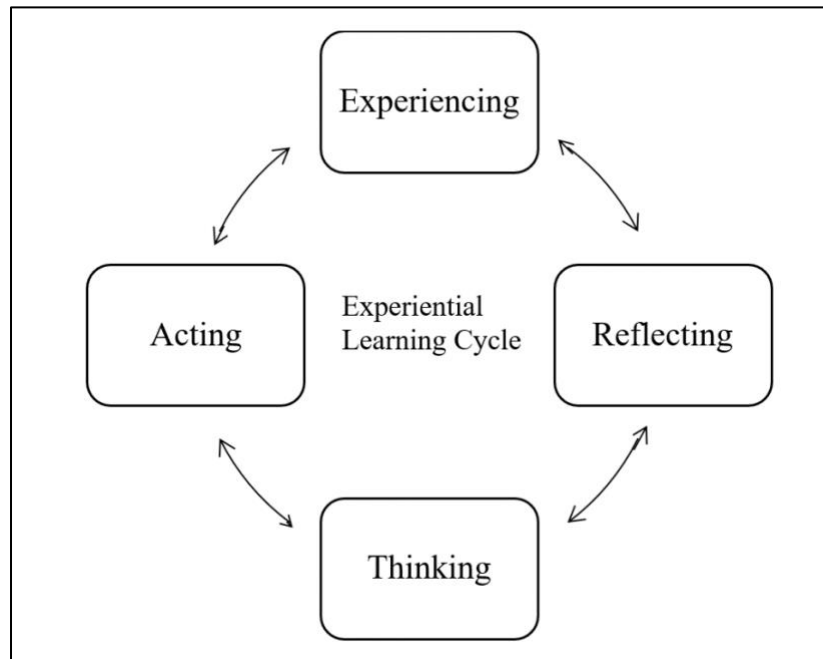 Experiencing
Acting
Experiential
Learning Cycle
Reflecting
Thinking